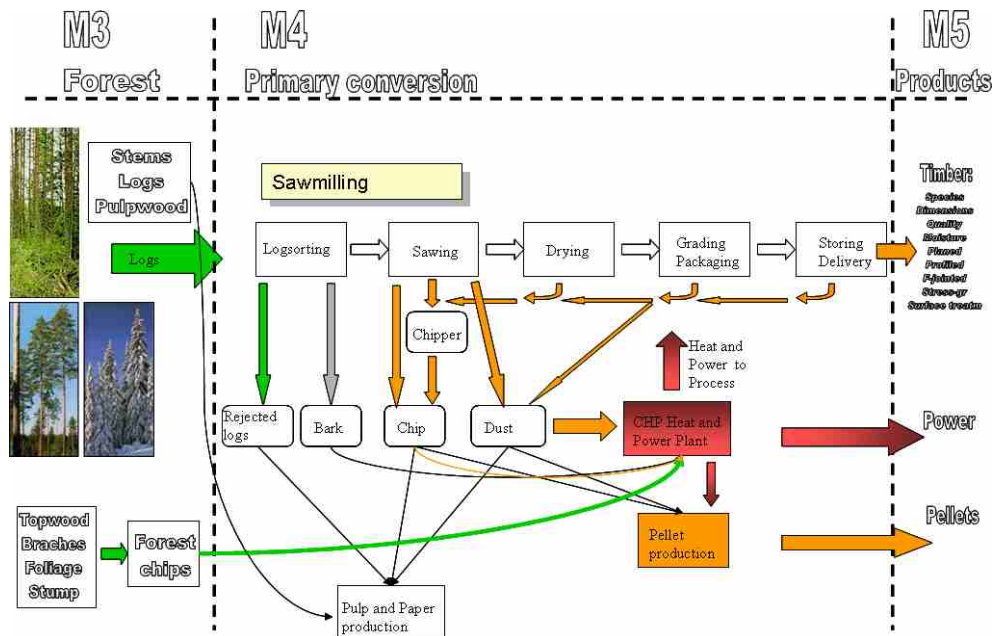 M3
Forest
M4
Primary conversion
M5
Products
Stems
Logs
Pulpwood
Logs
Sawmilling
Logsorting
Sawing
Drying
Grading
Packaging
Storing
Delivery
Timber:
Species
Dimensions
Quality
Moisture
Planed
Profiled
F-jointed
Stress-gr
Surface treatm
Chipper
Heat and
Power to
Process
Rejected
logs
Bark
Chip
Dust
CHP Heat and
Power Plant
Power
Topwood
Braches
Foliage
Stump
Forest
chips
Pellet
production
Pellets
Pulp and Paper
production